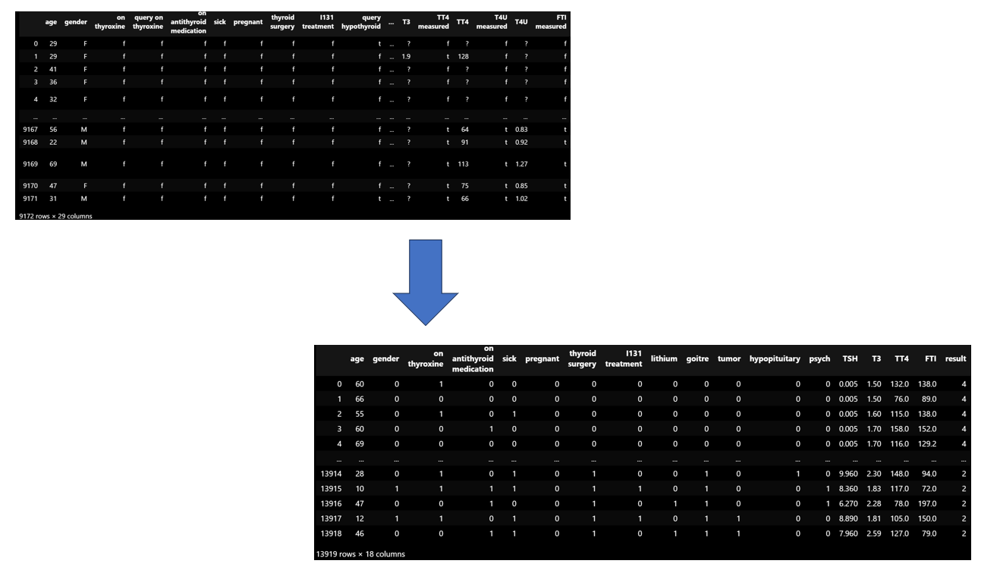 age gender on thyroxine query on thyroxine on antithyroid medication sick pregnant thyroid surgery I131 treatment query hypothyroid ... T3 TT4 measured TT4 T4U measured T4U FTI measured
0 29 F f f f f f f f t ... ? f ? f ? f
1 29 F f f f f f f f f ... 1.9 t 128 f ? f
2 41 F f f f f f f f f ... ? f ? f ? f
3 36 F f f f f f f f f ... ? f ? f ? f
4 32 F f f f f f f f f ... ? f ? f ? f
... ... ... ... ... ... ... ... ... ... ... ... ... ... ... ... ... ...
9167 56 M f f f f f f f f ... ? t 64 t 0.83 t
9168 22 M f f f f f f f f ... ? t 91 t 0.92 t
9169 69 M f f f f f f f f ... ? t 113 t 1.27 t
9170 47 F f f f f f f f f ... ? t 75 t 0.85 t
9171 31 M f f f f f f f t ... ? t 66 t 1.02 t
9172 rows × 29 columns
age gender on thyroxine on antithyroid medication sick pregnant thyroid surgery I131 treatment lithium goitre tumor hypopituitary psych TSH T3 TT4 FTI result
0 60 0 1 0 0 0 0 0 0 0 0 0 0 0.005 1.50 132.0 138.0 4
1 66 0 0 0 0 0 0 0 0 0 0 0 0 0.005 1.50 76.0 89.0 4
2 55 0 1 0 1 0 0 0 0 0 0 0 0 0.005 1.60 115.0 138.0 4
3 60 0 0 1 0 0 0 0 0 0 0 0 0 0.005 1.70 158.0 152.0 4
4 69 0 0 0 0 0 0 0 0 0 0 0 0 0.005 1.70 116.0 129.2 4
... ... ... ... ... ... ... ... ... ... ... ... ... ... ... ... ... ... ...
13914 28 0 1 0 1 0 1 0 0 1 0 1 0 9.960 2.30 148.0 94.0 2
13915 10 1 1 1 1 0 1 1 0 1 0 0 1 8.360 1.83 117.0 72.0 2
13916 47 0 0 1 0 0 1 0 1 1 0 0 1 6.270 2.28 78.0 197.0 2
13917 12 1 1 0 1 0 1 1 0 1 1 0 0 8.890 1.81 105.0 150.0 2
13918 46 0 0 1 1 0 1 0 1 1 1 0 0 7.960 2.59 127.0 79.0 2
13919 rows × 18 columns